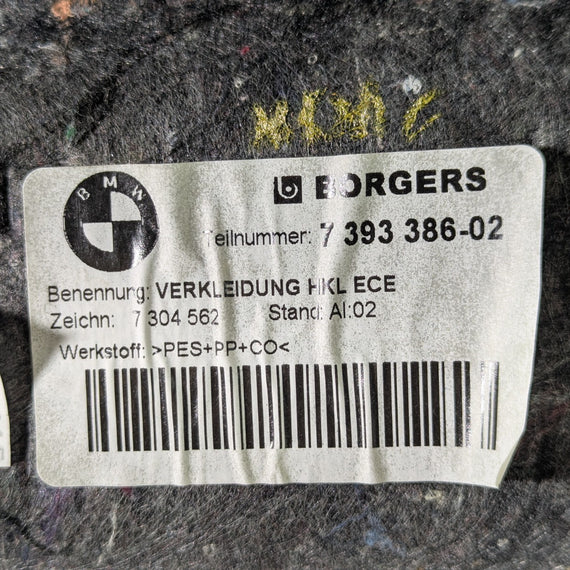 BMW
BORGERS
Teilnummer: 7 393 386-02
Benennung: VERKLEIDUNG HKL ECE
Zeichn: 7 304 562 Stand: AI:02
Werkstoff: >PES+PP+CO<